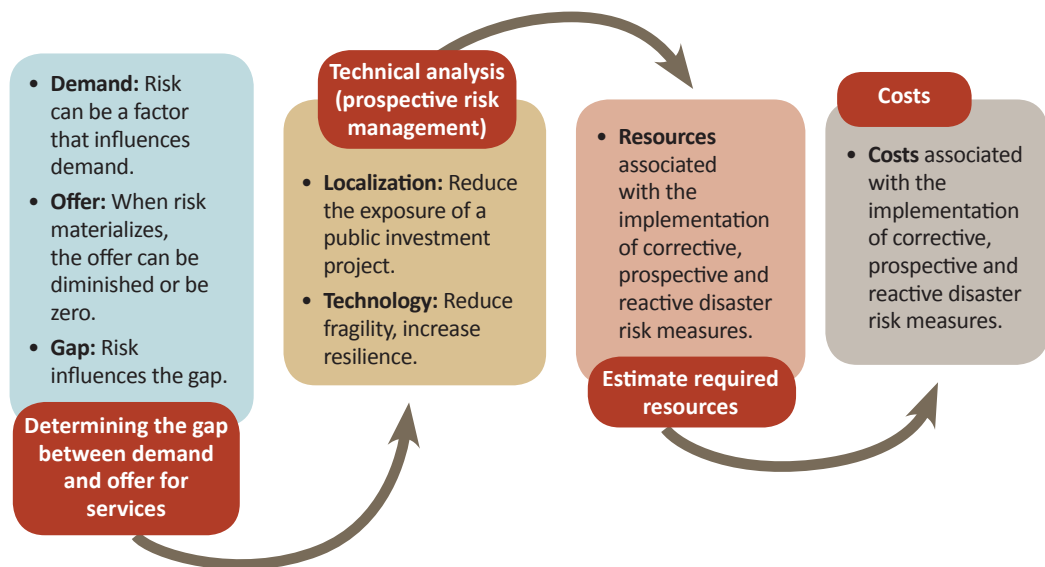 • Demand: Risk
can be a factor
that influences
demand.
• Offer: When risk
materializes,
the offer can be
diminished or be
zero.
• Gap: Risk
influences the gap.
Determining the gap
between demand
and offer for
services
Technical analysis
(prospective risk
management)
• Localization: Reduce
the exposure of a
public investment
project.
• Technology: Reduce
fragility, increase
resilience.
• Resources
associated
with the
implementation
of corrective,
prospective and
reactive disaster
risk measures.
Estimate required
resources
Costs
• Costs associated
with the
implementation
of corrective,
prospective and
reactive disaster
risk measures.